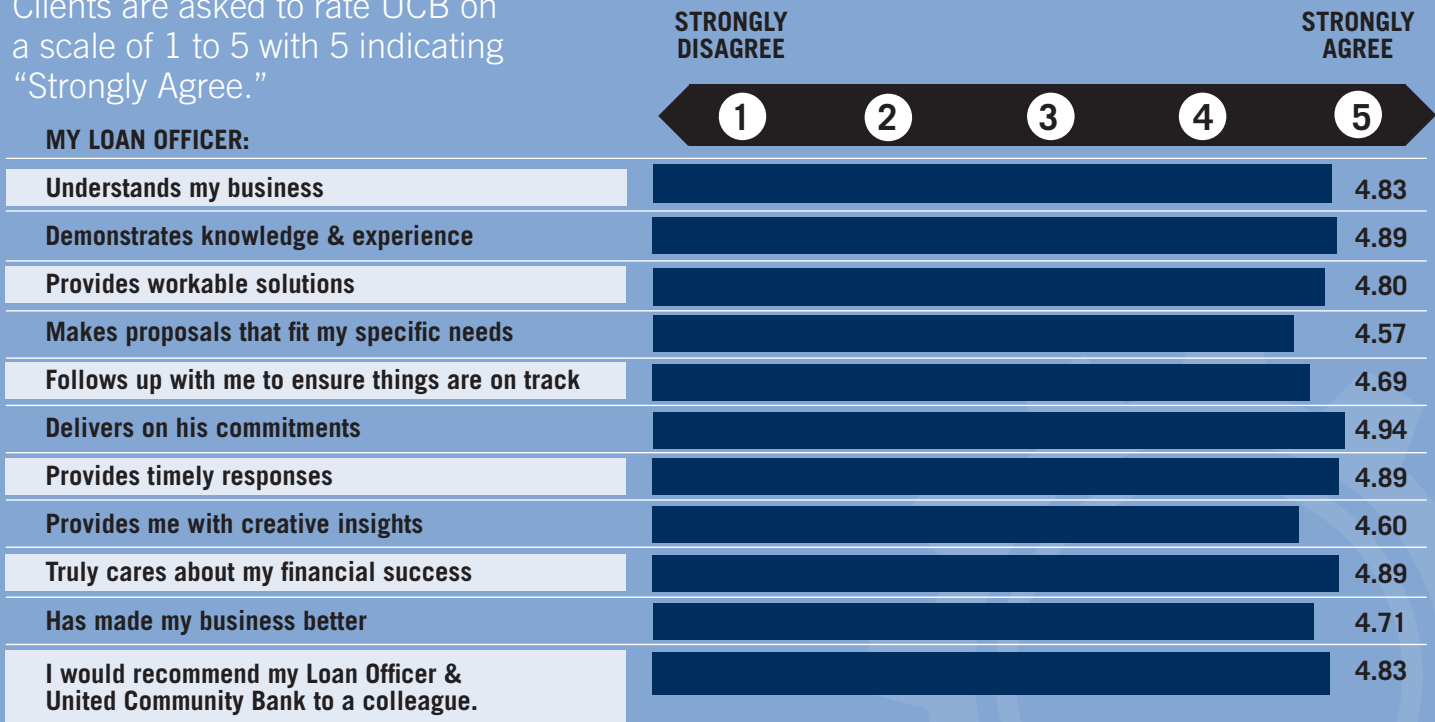 Clients are asked to rate UCB on
a scale of 1 to 5 with 5 indicating
“Strongly Agree.”
STRONGLY
DISAGREE
STRONGLY
AGREE
1 2 3 4 5
MY LOAN OFFICER:
Understands my business 4.83
Demonstrates knowledge & experience 4.89
Provides workable solutions 4.80
Makes proposals that fit my specific needs 4.57
Follows up with me to ensure things are on track 4.69
Delivers on his commitments 4.94
Provides timely responses 4.89
Provides me with creative insights 4.60
Truly cares about my financial success 4.89
Has made my business better 4.71
I would recommend my Loan Officer & 4.83
United Community Bank to a colleague.